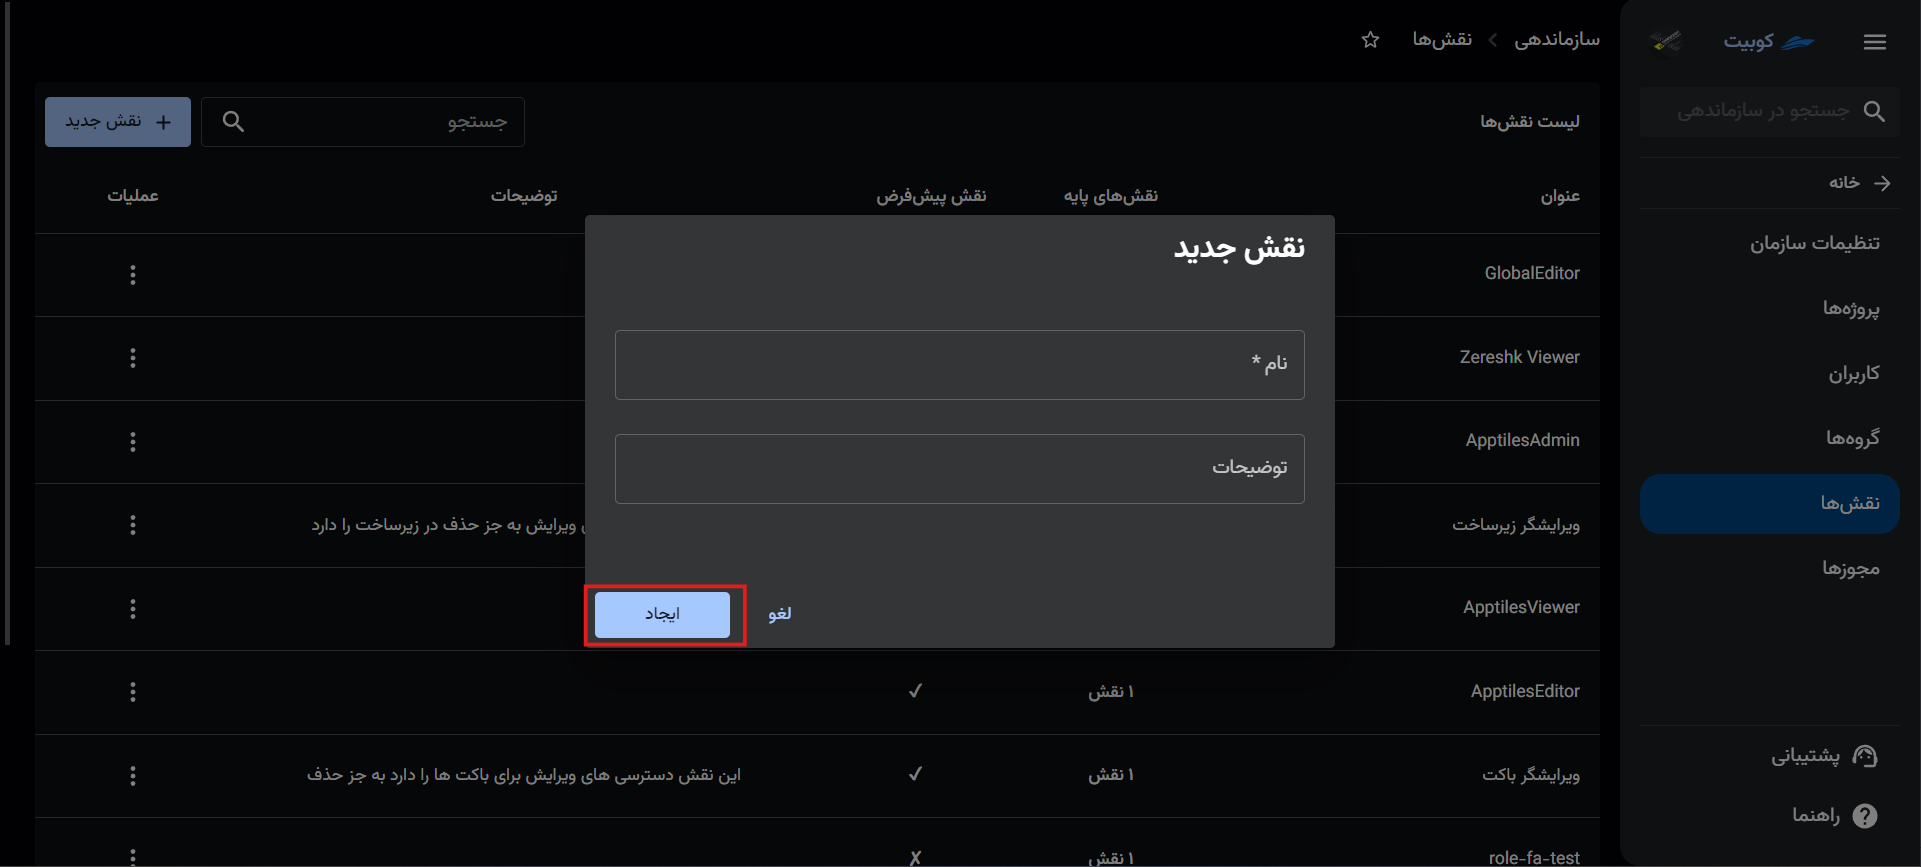 کوبیت
جستجو در سازماندهی
خانه
تنظیمات سازمان
پروژه‌ها
کاربران
گروه‌ها
نقش‌ها
مجوزها
پشتیبانی
راهنما
سازماندهی
نقش‌ها
لیست نقش‌ها
جستجو
نقش جدید
عنوان نقش‌های پایه نقش پیش‌فرض توضیحات عملیات
نقش جدید
نام *
توضیحات
لغو
ایجاد
GlobalEditor
Zereshk Viewer
ApptilesAdmin
ویرایشگر زیرساخت ویرایش به جز حذف در زیرساخت را دارد
ApptilesViewer
ApptilesEditor ۱ نقش ✓
ویرایشگر باکت ۱ نقش ✓ این نقش دسترسی های ویرایش برای باکت ها را دارد به جز حذف
role-fa-test ۱ نقش ✗